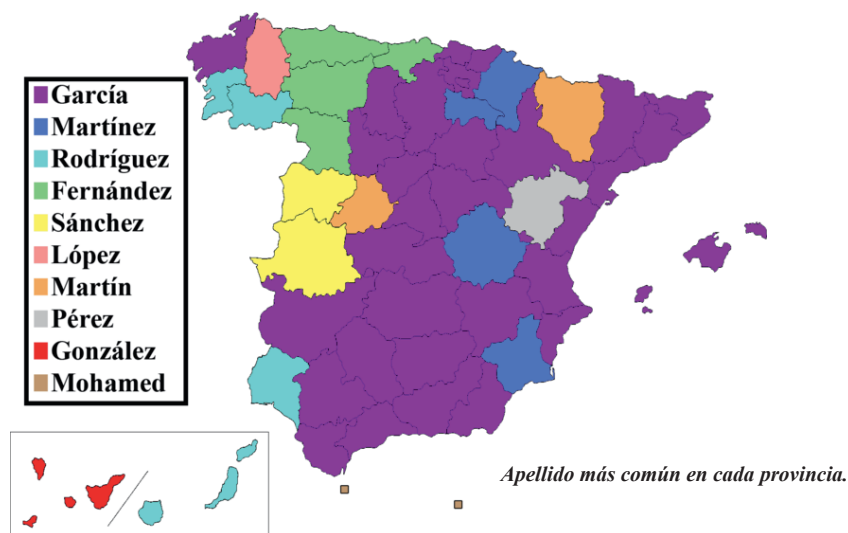 García
Martínez
Rodríguez
Fernández
Sánchez
López
Martín
Pérez
González
Mohamed
Apellido más común en cada provincia.